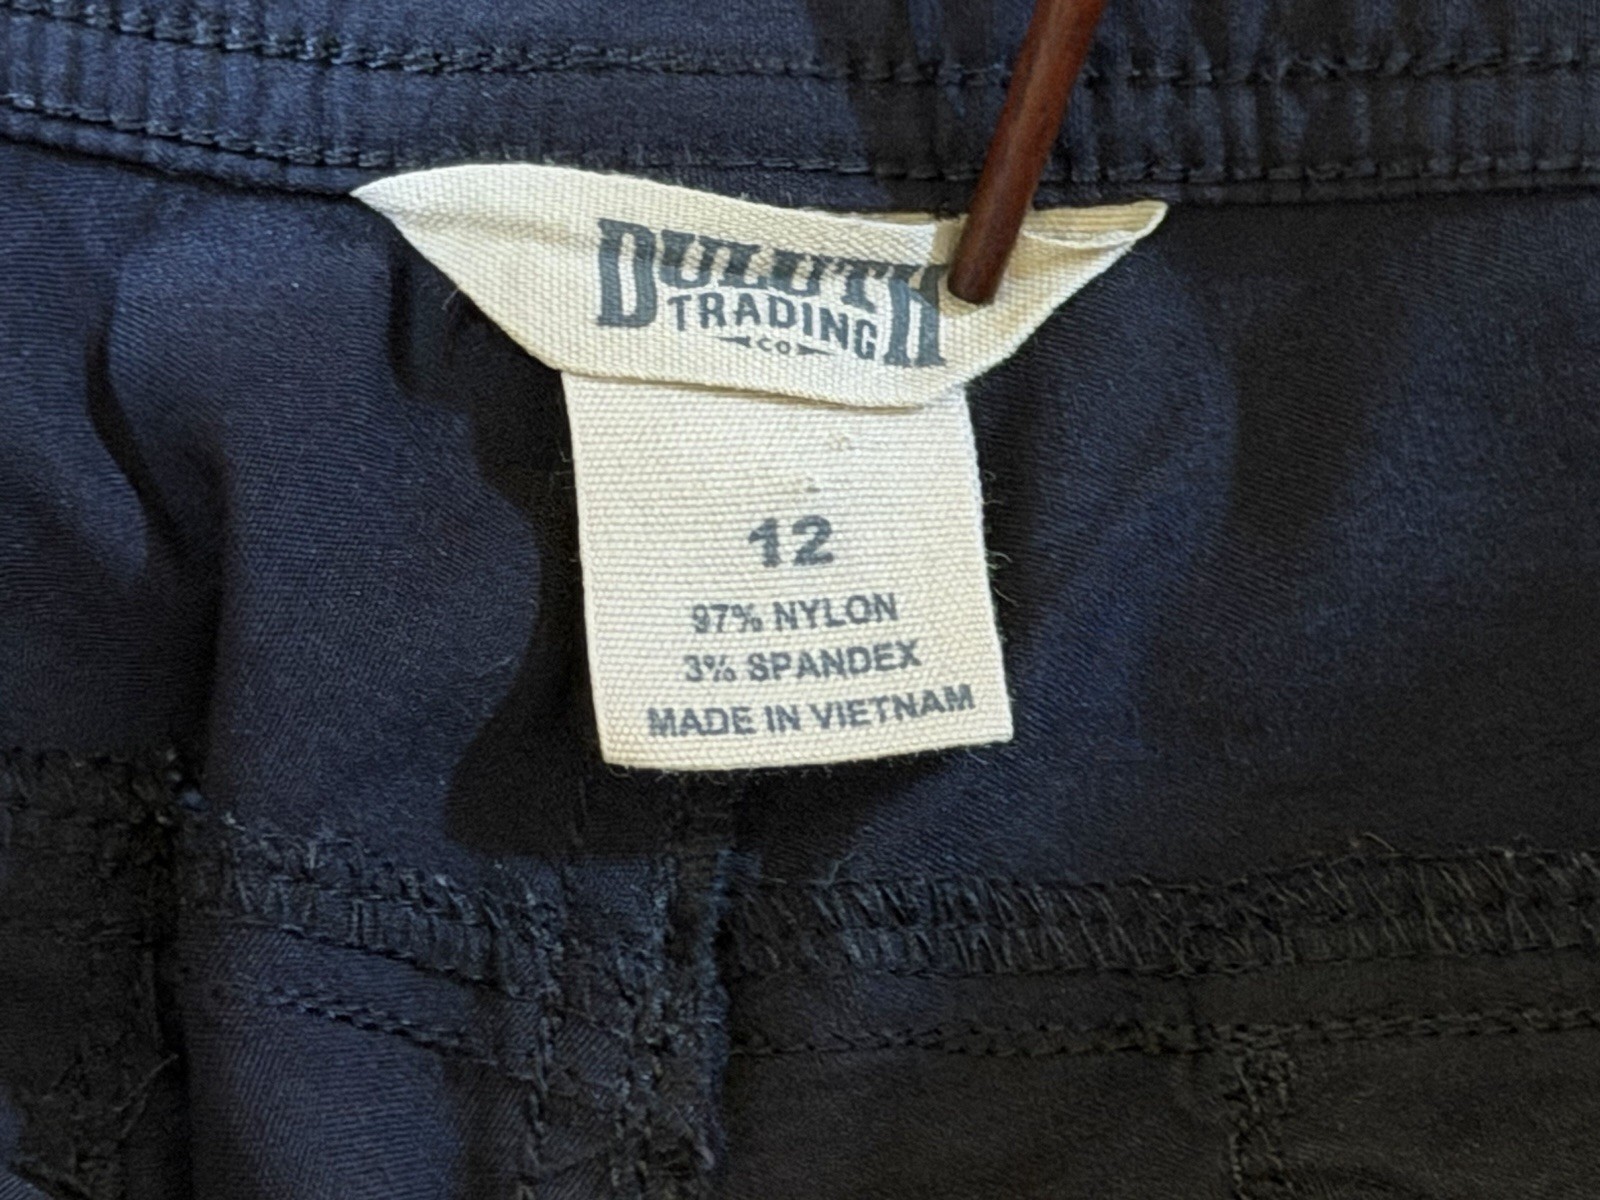 DULUTH
TRADING
CO
12
97% NYLON
3% SPANDEX
MADE IN VIETNAM